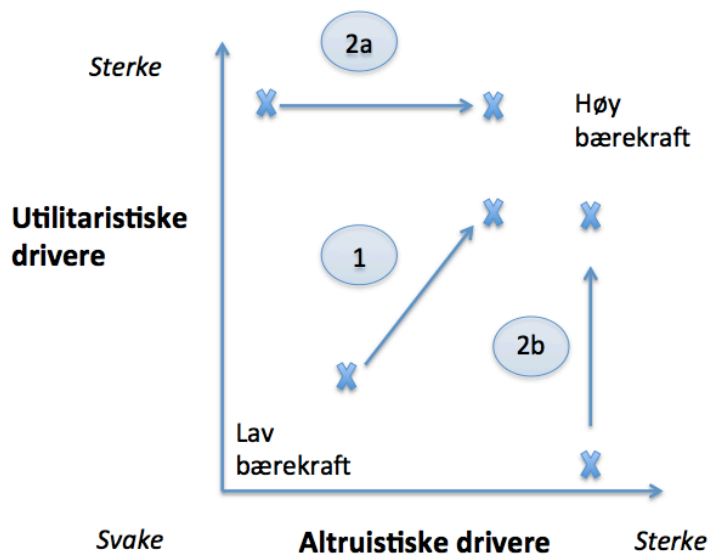 2a
Sterke
Høy
bærekraft
Utilitaristiske
drivere
1
2b
Lav
bærekraft
Svake
Altruistiske drivere
Sterke